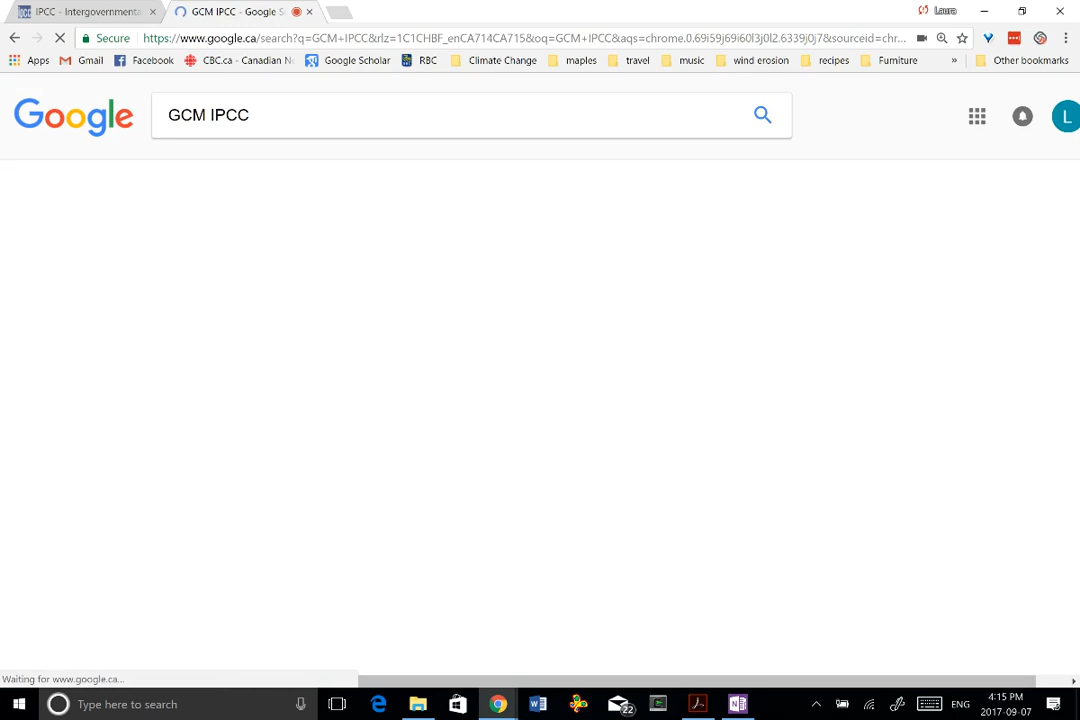 IPCC - Intergovernmenta
GCM IPCC - Google S
Laura
Secure
https://www.google.ca/search?q=GCM+IPCC&rlz=1C1CHBF_enCA714CA715&oq=GCM+IPCC&aqs=chrome.0.69i59j69i60l3j0l2.6339j0j7&sourceid=chr...
Apps Gmail Facebook CBC.ca - Canadian N Google Scholar RBC Climate Change maples travel music wind erosion recipes Furniture » Other bookmarks
Google
GCM IPCC
L
Waiting for www.google.ca...
Type here to search
22
ENG
4:15 PM
2017-09-07